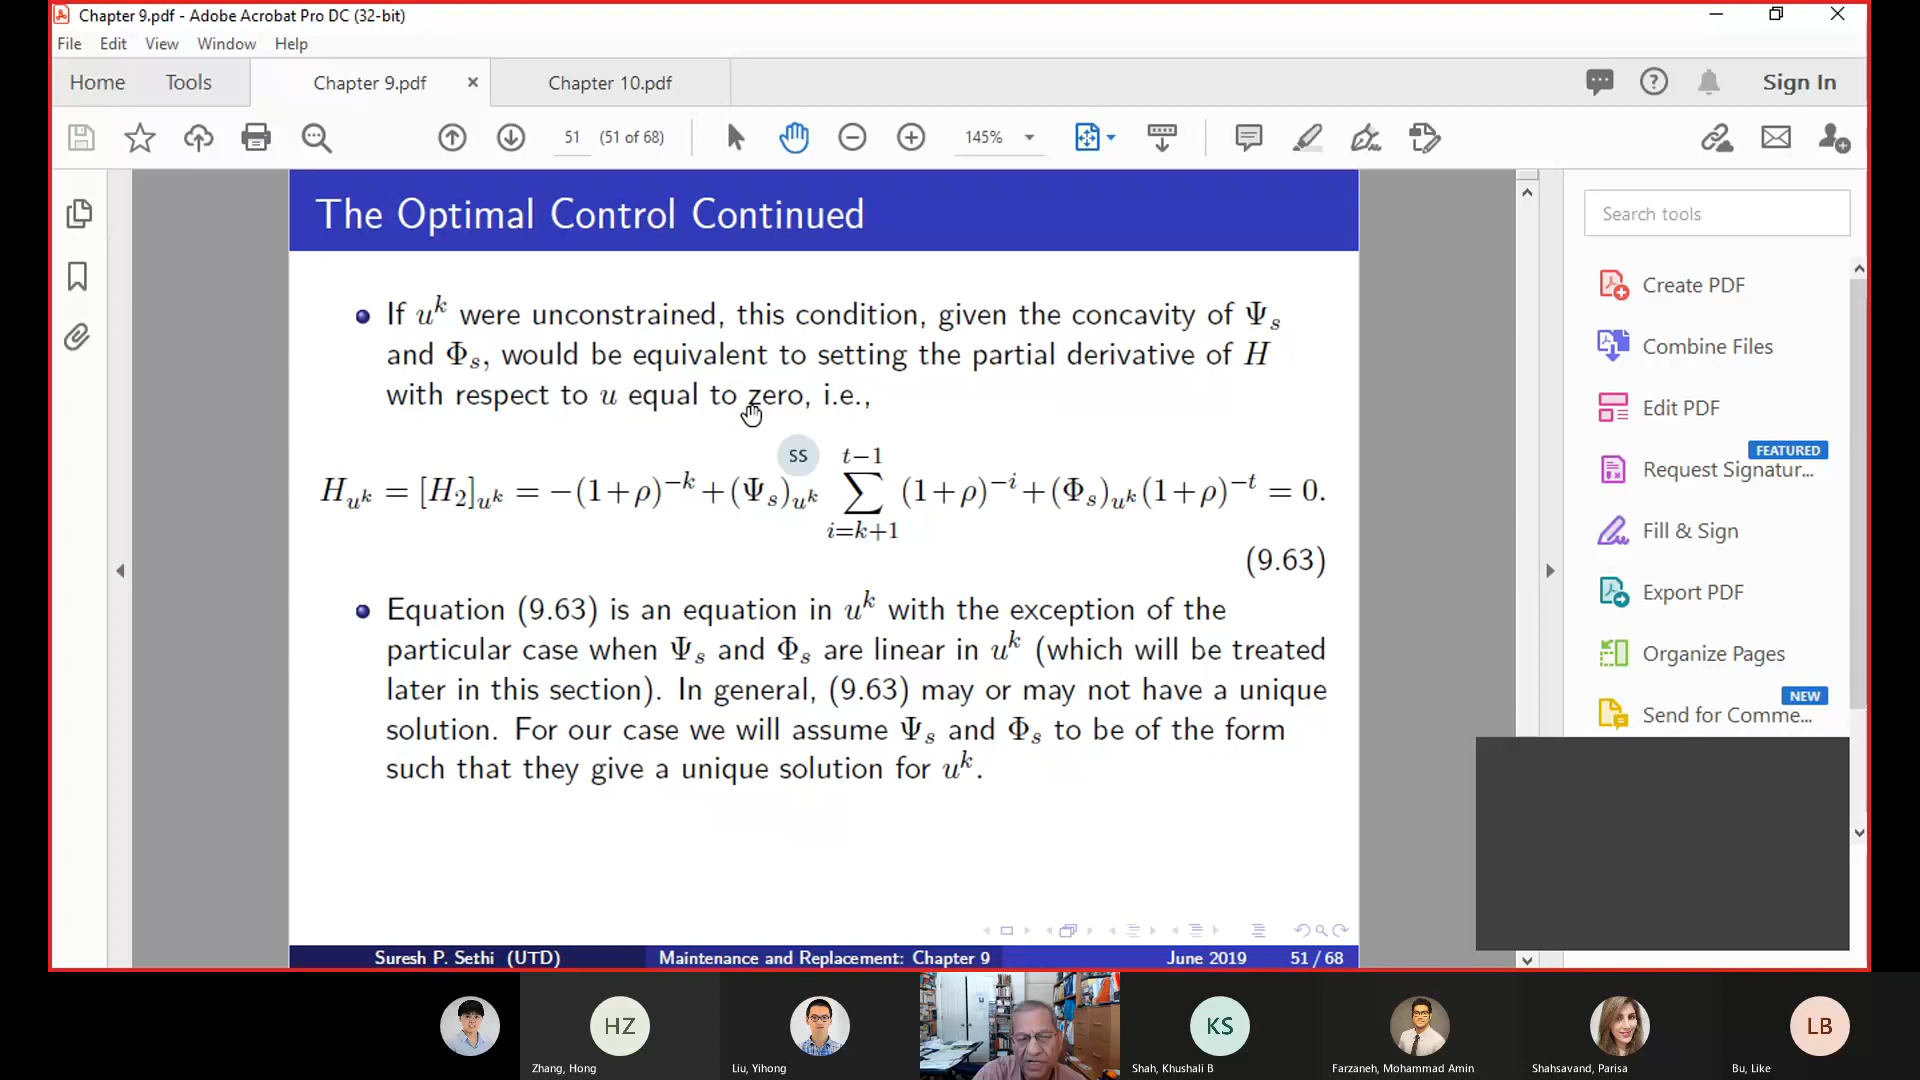 Chapter 9.pdf - Adobe Acrobat Pro DC (32-bit)
File Edit View Window Help
Home Tools Chapter 9.pdf × Chapter 10.pdf Sign In
51 (51 of 68) 145%
Search tools
Create PDF
Combine Files
Edit PDF
FEATURED
Request Signatur...
Fill & Sign
Export PDF
Organize Pages
NEW
Send for Comme...
The Optimal Control Continued
If u^k were unconstrained, this condition, given the concavity of Ψ_s
and Φ_s, would be equivalent to setting the partial derivative of H
with respect to u equal to zero, i.e.,
SS
H_{u^k} = [H_2]_{u^k} = −(1+ρ)^{−k} + (Ψ_s)_{u^k} ∑_{i=k+1}^{t−1} (1+ρ)^{−i} + (Φ_s)_{u^k}(1+ρ)^{−t} = 0.
(9.63)
Equation (9.63) is an equation in u^k with the exception of the
particular case when Ψ_s and Φ_s are linear in u^k (which will be treated
later in this section). In general, (9.63) may or may not have a unique
solution. For our case we will assume Ψ_s and Φ_s to be of the form
such that they give a unique solution for u^k.
Suresh P. Sethi (UTD) Maintenance and Replacement: Chapter 9 June 2019 51 / 68
HZ KS LB
Zhang, Hong Liu, Yihong Shah, Khushali B Farzaneh, Mohammad Amin Shahsavand, Parisa Bu, Like